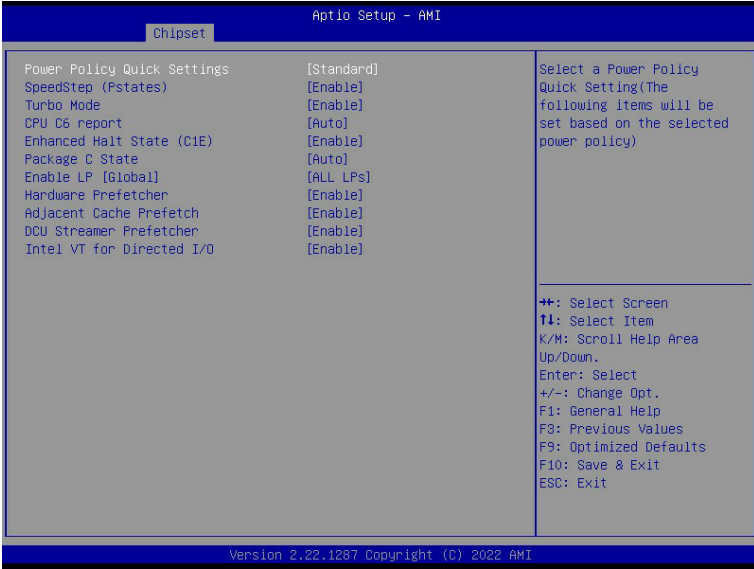 Aptio Setup – AMI
Chipset
Power Policy Quick Settings [Standard]
SpeedStep (Pstates) [Enable]
Turbo Mode [Enable]
CPU C6 report [Auto]
Enhanced Halt State (C1E) [Enable]
Package C State [Auto]
Enable LP [Global] [ALL LPs]
Hardware Prefetcher [Enable]
Adjacent Cache Prefetch [Enable]
DCU Streamer Prefetcher [Enable]
Intel VT for Directed I/O [Enable]
Select a Power Policy
Quick Setting(The
following items will be
set based on the selected
power policy)
→←: Select Screen
↑↓: Select Item
K/M: Scroll Help Area
Up/Down.
Enter: Select
+/-: Change Opt.
F1: General Help
F3: Previous Values
F9: Optimized Defaults
F10: Save & Exit
ESC: Exit
Version 2.22.1287 Copyright (C) 2022 AMI